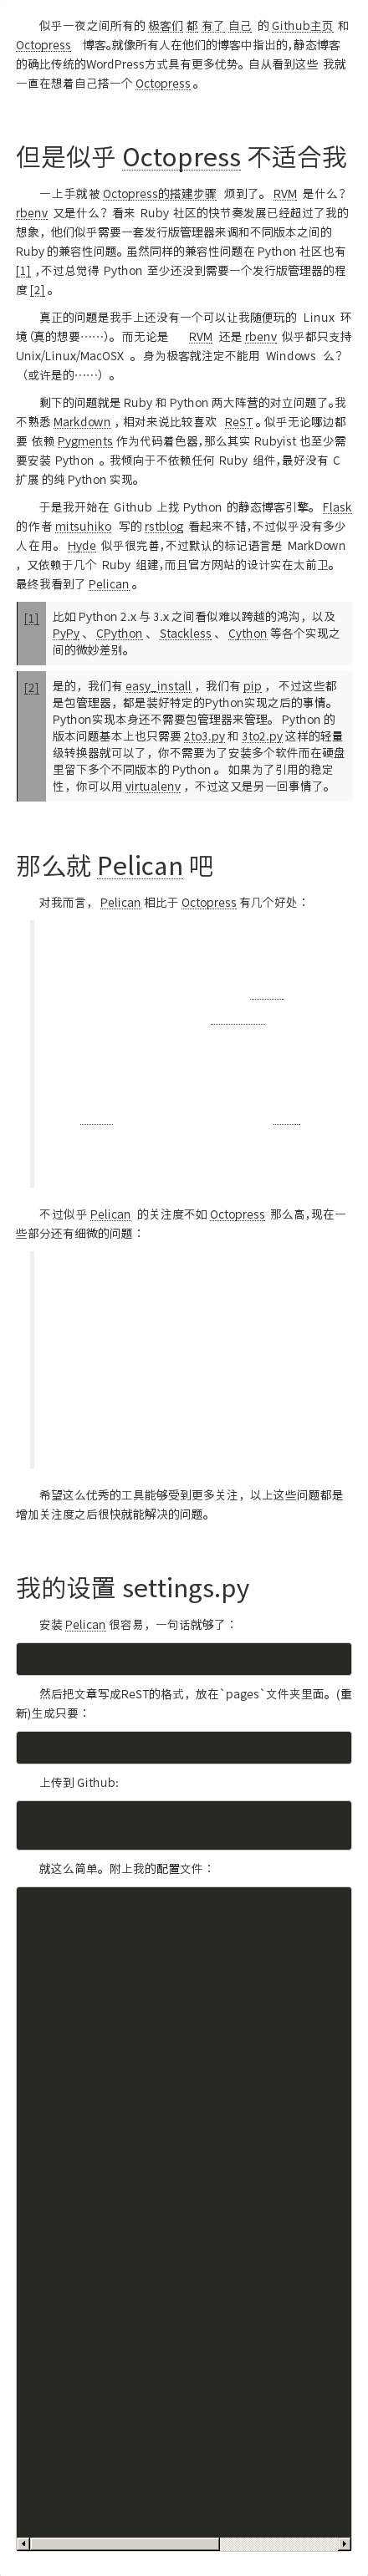 似乎一夜之间所有的 极客们 都 有了 自己 的 Github主页 和
Octopress 博客。就像所有人在他们的博客中指出的,静态博客
的确比传统的WordPress方式具有更多优势。 自从看到这些 我就
一直在想着自己搭一个 Octopress 。
但是似乎 Octopress 不适合我
一上手就被 Octopress的搭建步骤 烦到了。 RVM 是什么?
rbenv 又是什么? 看来 Ruby 社区的快节奏发展已经超过了我的
想象，他们似乎需要一套发行版管理器来调和不同版本之间的
Ruby 的兼容性问题。 虽然同样的兼容性问题在 Python 社区也有
[1] ,不过总觉得 Python 至少还没到需要一个发行版管理器的程
度 [2] 。
真正的问题是我手上还没有一个可以让我随便玩的 Linux 环
境(真的想要……)。 而无论是 RVM 还是 rbenv 似乎都只支持
Unix/Linux/MacOSX 。 身为极客就注定不能用 Windows 么?
（或许是的……）。
剩下的问题就是 Ruby 和 Python 两大阵营的对立问题了。我
不熟悉 Markdown ，相对来说比较喜欢 ReST 。 似乎无论哪边都
要 依赖 Pygments 作为代码着色器,那么其实 Rubyist 也至少需
要安装 Python 。 我倾向于不依赖任何 Ruby 组件,最好没有 C
扩展 的纯 Python 实现。
于是我开始在 Github 上找 Python 的静态博客引擎。 Flask
的作者 mitsuhiko 写的 rstblog 看起来不错,不过似乎没有多少
人在用。 Hyde 似乎很完善,不过默认的标记语言是 MarkDown
，又依赖于几个 Ruby 组建,而且官方网站的设计实在太前卫。
最终我看到了 Pelican 。
[1] 比如 Python 2.x 与 3.x 之间看似难以跨越的鸿沟，以及
PyPy 、 CPython 、 Stackless 、 Cython 等各个实现之
间的微妙差别。
[2] 是的，我们有 easy_install ，我们有 pip ， 不过这些都
是包管理器，都是装好特定的Python实现之后的事情。
Python实现本身还不需要包管理器来管理。 Python 的
版本问题基本上也只需要 2to3.py 和 3to2.py 这样的轻量
级转换器就可以了，你不需要为了安装多个软件而在硬盘
里留下多个不同版本的 Python 。 如果为了引用的稳定
性，你可以用 virtualenv ，不过这又是另一回事情了。
那么就 Pelican 吧
对我而言， Pelican 相比于 Octopress 有几个好处：
不过似乎 Pelican 的关注度不如 Octopress 那么高,现在一
些部分还有细微的问题：
希望这么优秀的工具能够受到更多关注，以上这些问题都是
增加关注度之后很快就能解决的问题。
我的设置 settings.py
安装 Pelican 很容易，一句话就够了：
然后把文章写成ReST的格式，放在`pages`文件夹里面。(重
新)生成只要：
上传到 Github:
就这么简单。附上我的配置文件：